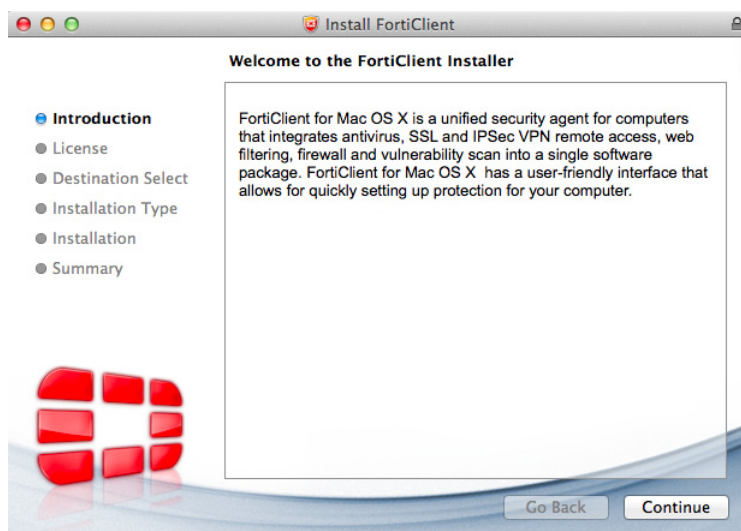 Install FortiClient
Welcome to the FortiClient Installer
Introduction
License
Destination Select
Installation Type
Installation
Summary
FortiClient for Mac OS X is a unified security agent for computers
that integrates antivirus, SSL and IPSec VPN remote access, web
filtering, firewall and vulnerability scan into a single software
package. FortiClient for Mac OS X  has a user-friendly interface that
allows for quickly setting up protection for your computer.
Go Back
Continue